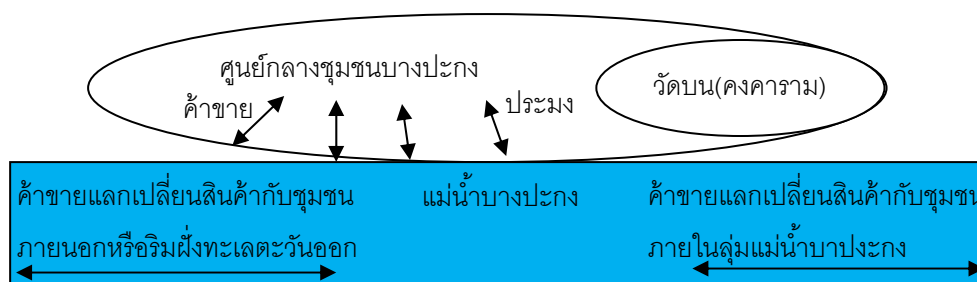 ศูนย์กลางชุมชนบางปะกง
วัดบน(คงคาราม)
ค้าขาย
ประมง
ค้าขายแลกเปลี่ยนสินค้ากับชุมชน
ภายนอกหรือริมฝั่งทะเลตะวันออก
แม่น้ำบางปะกง
ค้าขายแลกเปลี่ยนสินค้ากับชุมชน
ภายในลุ่มแม่น้ำบาปงะกง